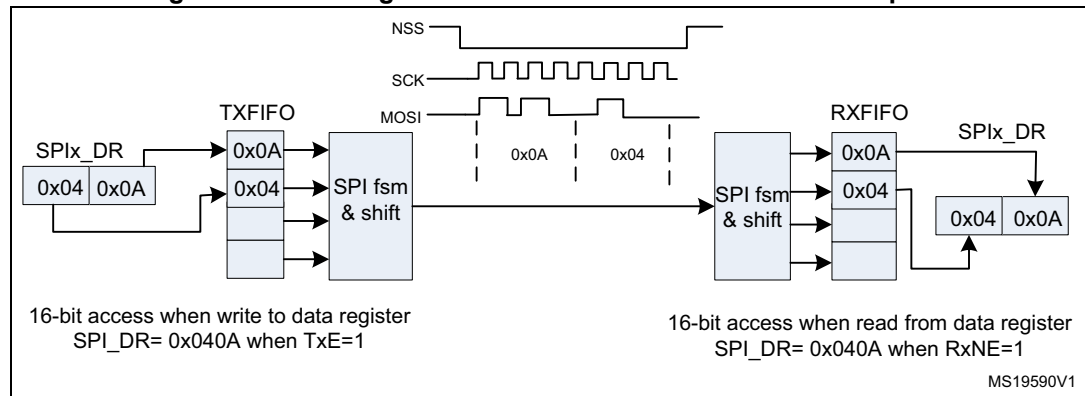 NSS
SCK
MOSI
TXFIFO
RXFIFO
SPIx_DR
SPIx_DR
0x04 0x0A
0x0A
0x04
SPI fsm
& shift
0x0A
0x04
SPI fsm
& shift
0x0A
0x04
0x04 0x0A
16-bit access when write to data register
SPI_DR= 0x040A when TxE=1
16-bit access when read from data register
SPI_DR= 0x040A when RxNE=1
MS19590V1